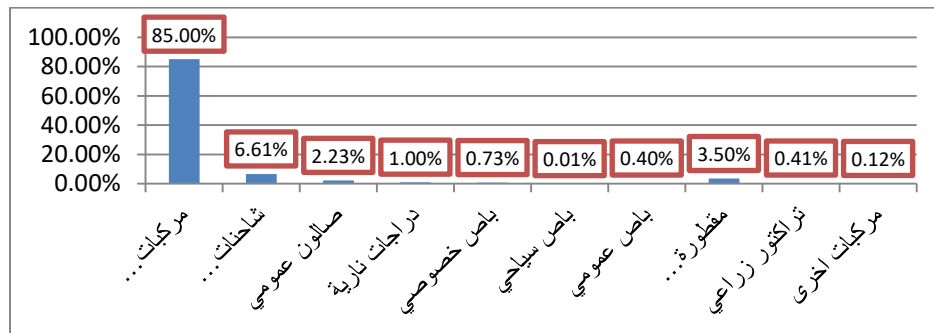 100.00%
80.00%
60.00%
40.00%
20.00%
0.00%
85.00%
6.61%
2.23%
1.00%
0.73%
0.01%
0.40%
3.50%
0.41%
0.12%
مركبات...
شاحنات...
صالون عمومي
دراجات نارية
باص خصوصي
باص سياحي
باص عمومي
مقطورة...
تراكتور زراعي
مركبات اخرى